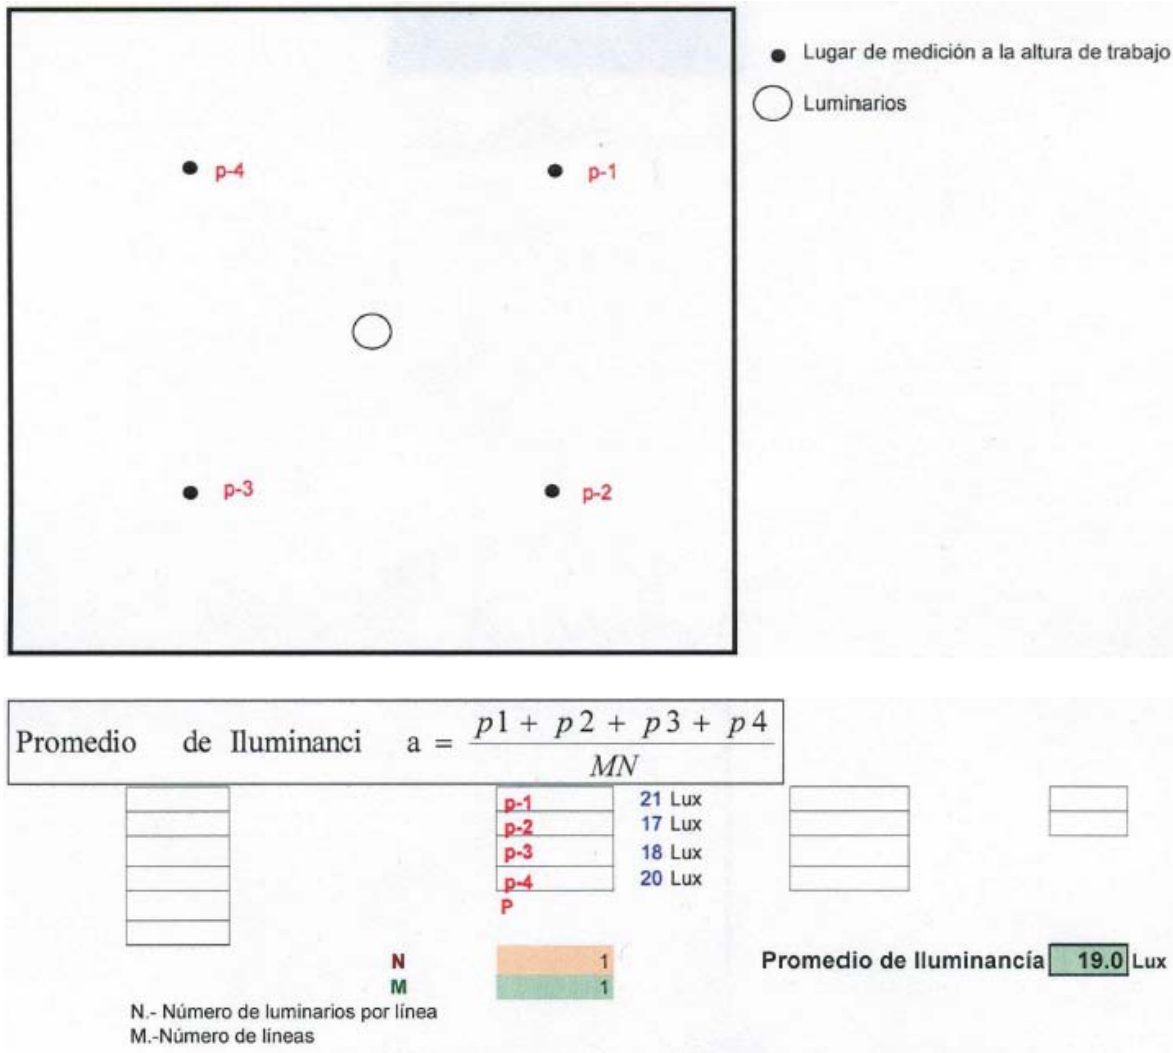 Lugar de medición a la altura de trabajo
Luminarios
p-4
p-1
p-3
p-2
Promedio de Iluminanci a = p1 + p2 + p3 + p4 / MN
p-1 21 Lux
p-2 17 Lux
p-3 18 Lux
p-4 20 Lux
P
N 1
Promedio de Iluminancía 19.0 Lux
M 1
N.- Número de luminarios por línea
M.-Número de líneas